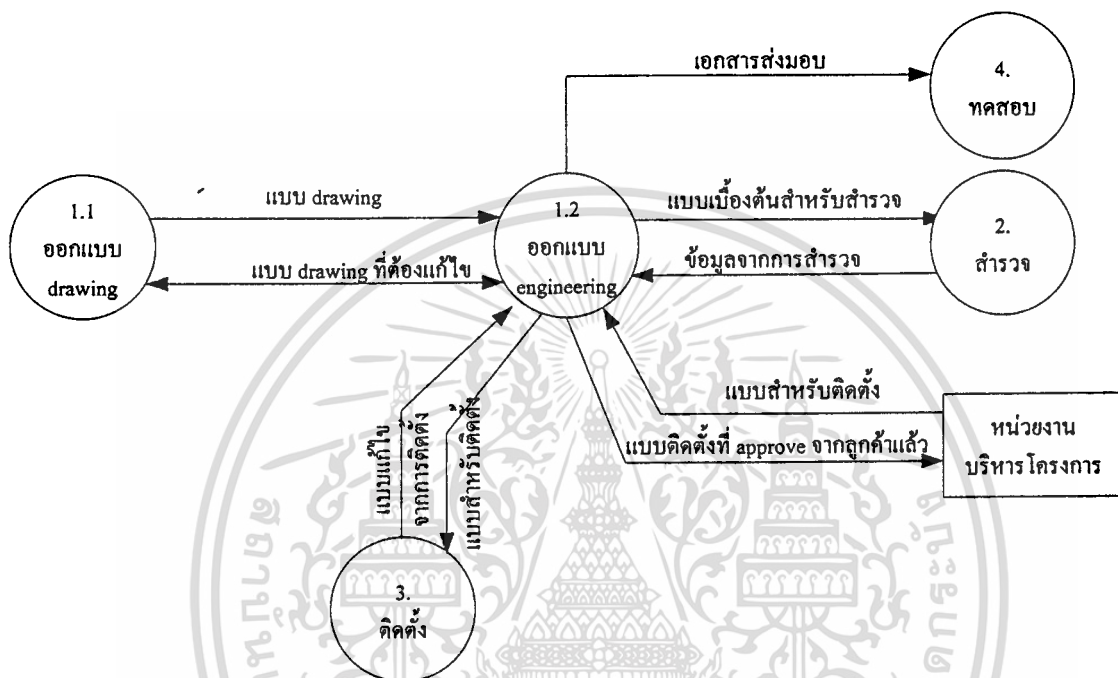 เอกสารส่งมอบ
4.
ทดสอบ
1.1
ออกแบบ
drawing
แบบ drawing
แบบ drawing ที่ต้องแก้ไข
1.2
ออกแบบ
engineering
แบบเบื้องต้นสำหรับสำรวจ
ข้อมูลจากการสำรวจ
2.
สำรวจ
แบบสำหรับติดตั้ง
แบบติดตั้งที่ approve จากลูกค้าแล้ว
หน่วยงาน
บริหารโครงการ
แบบแก้ไข
จากการติดตั้ง
แบบสำหรับติดตั้ง
3.
ติดตั้ง